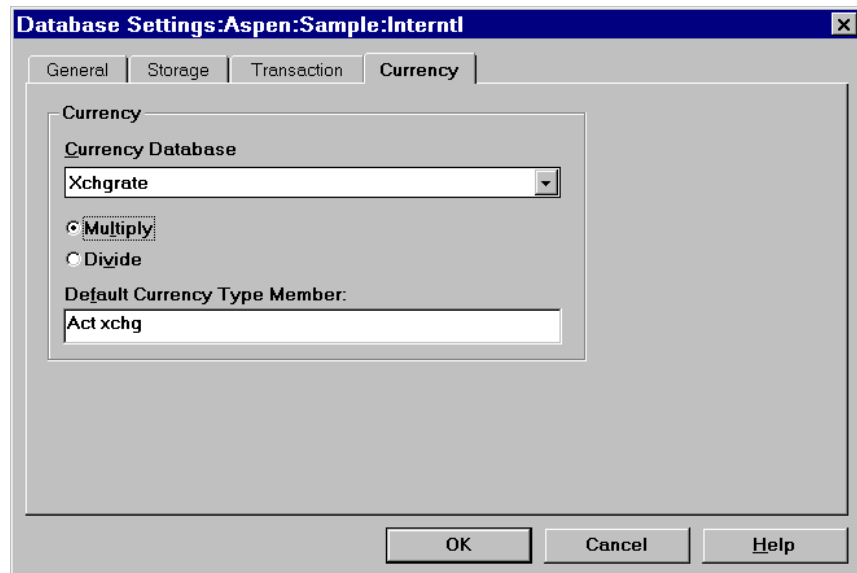 Database Settings:Aspen:Sample:Interntl
General Storage Transaction Currency
Currency
Currency Database
Xchgrate
Multiply
Divide
Default Currency Type Member:
Act xchg
OK Cancel Help